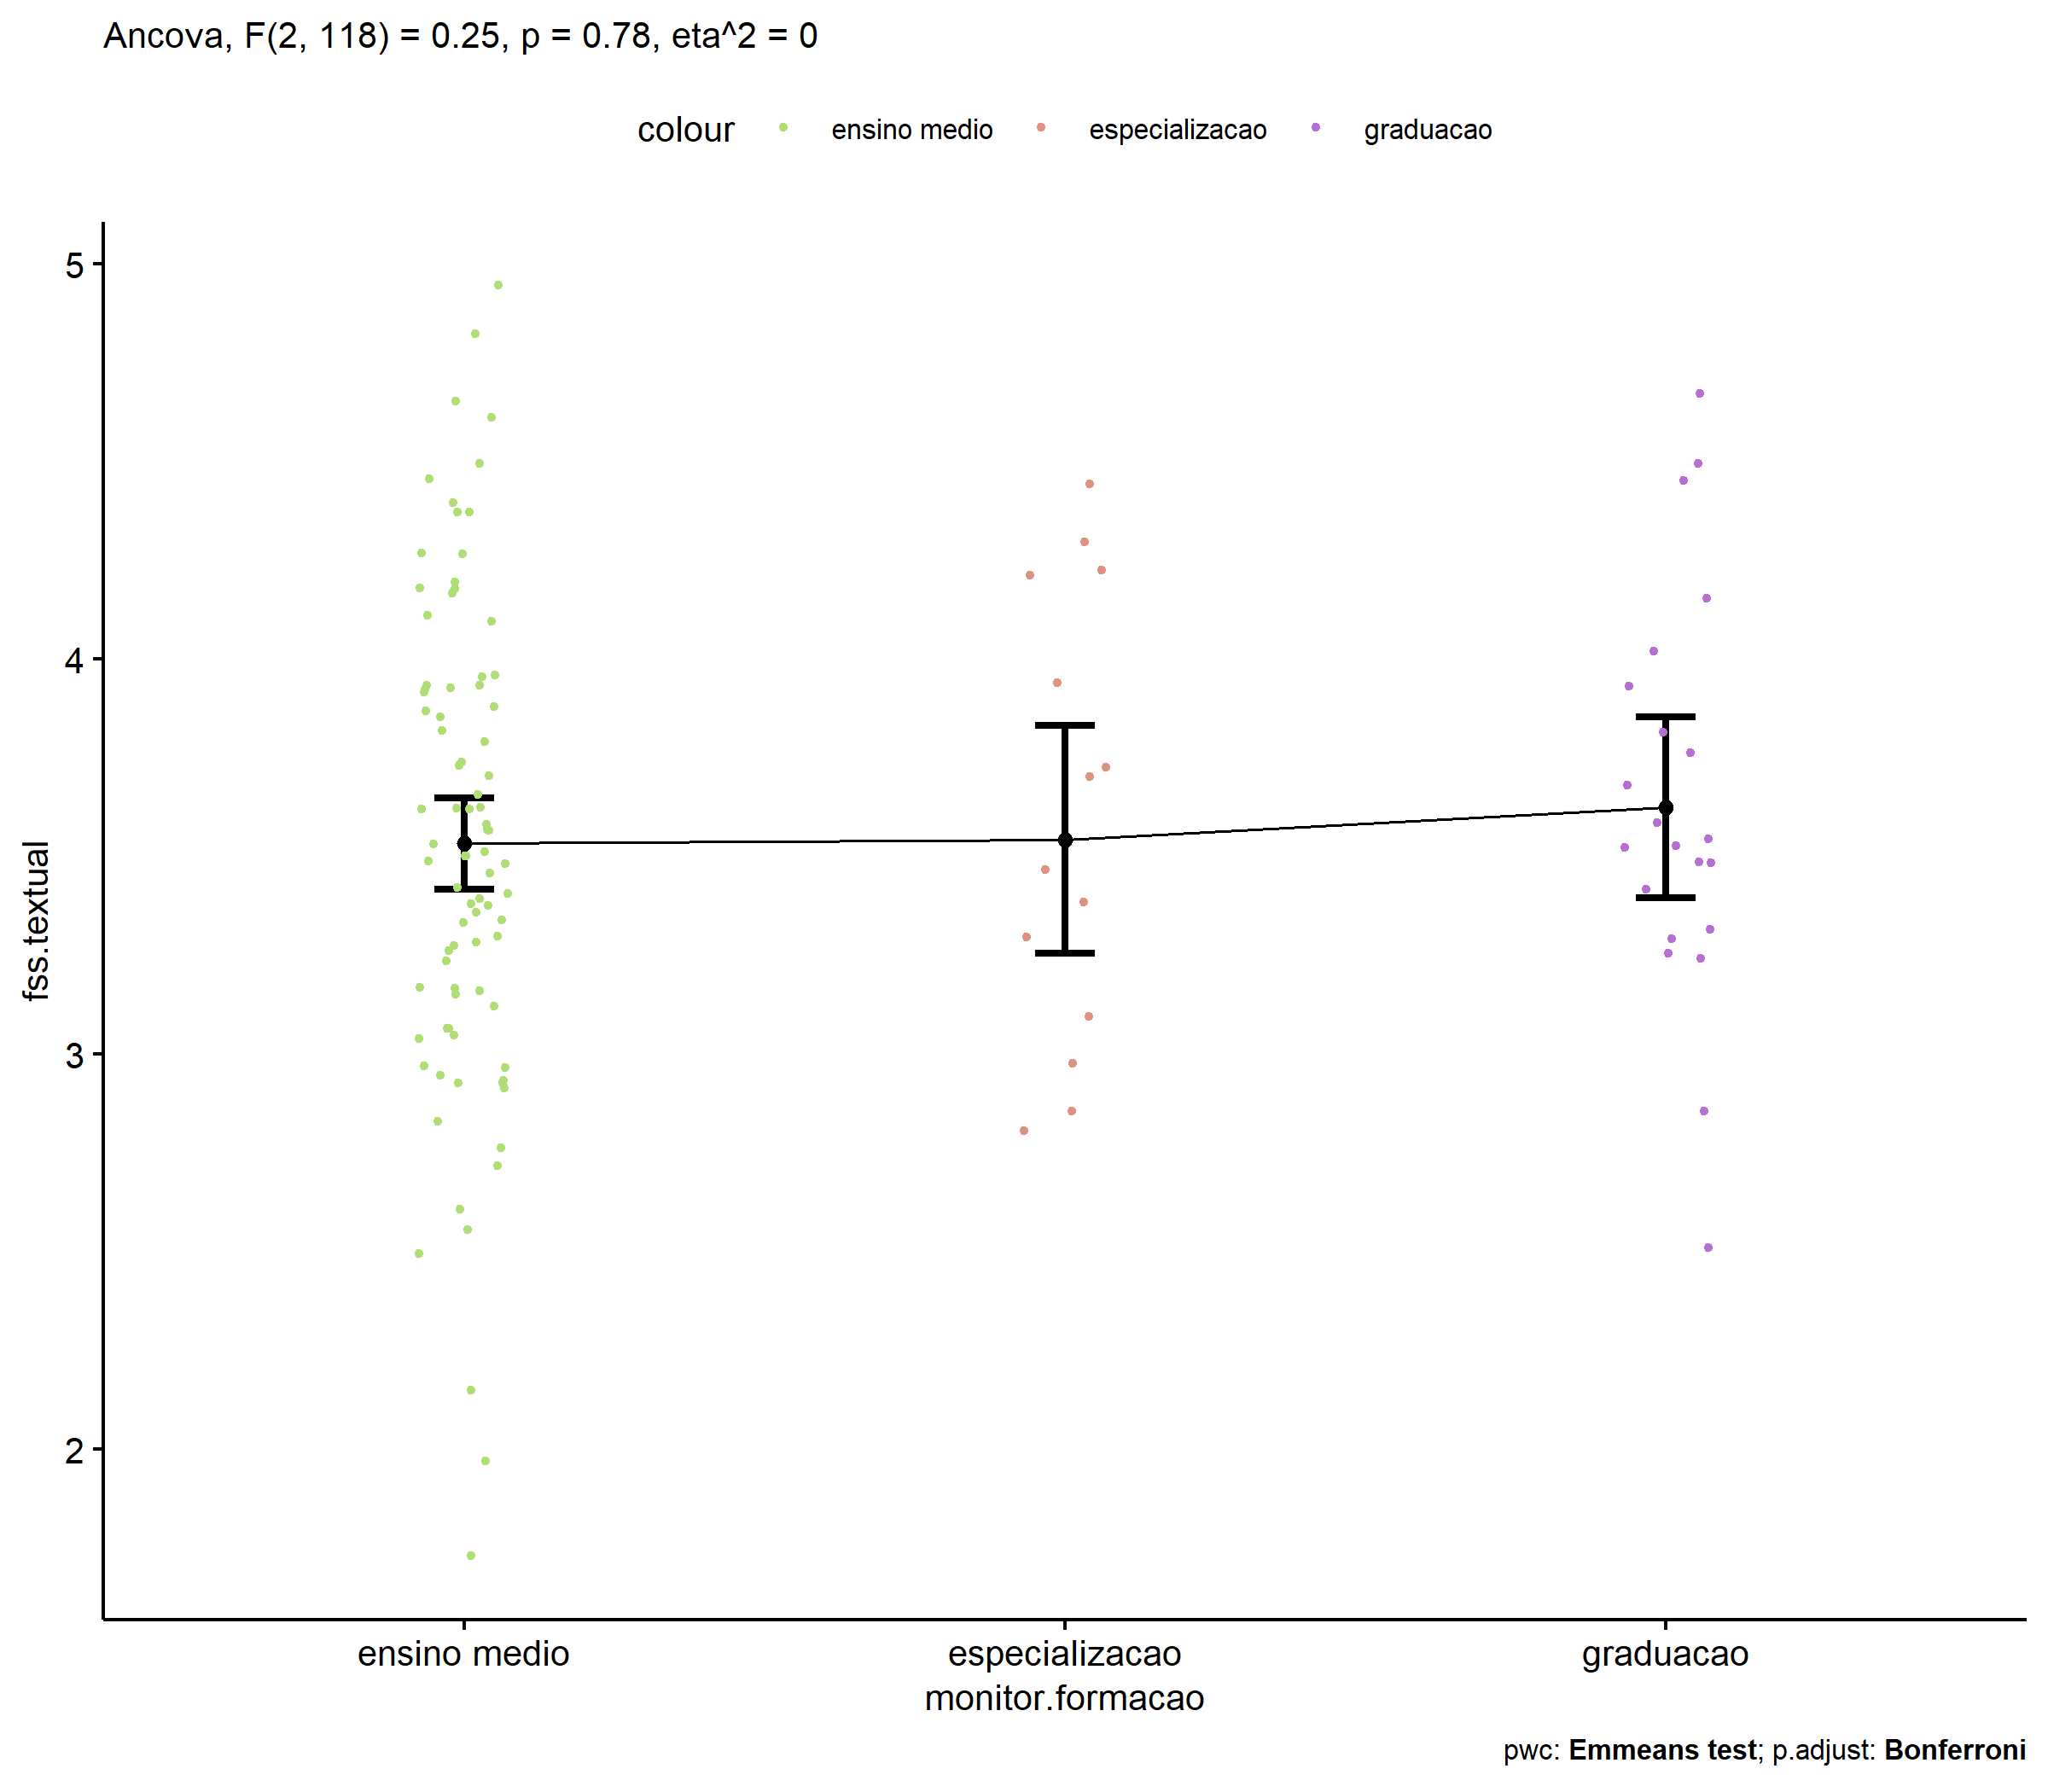 Ancova, F(2, 118) = 0.25, p = 0.78, eta^2 = 0
colour ensino medio especializacao graduacao
5
4
3
2
fss.textual
ensino medio especializacao graduacao
monitor.formacao
pwc: Emmeans test; p.adjust: Bonferroni